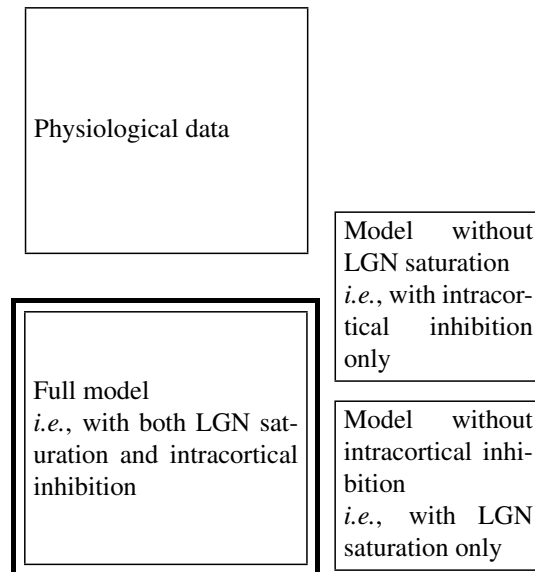 Physiological data
Model without
LGN saturation
i.e., with intracor-
tical inhibition
only
Full model
i.e., with both LGN sat-
uration and intracortical
inhibition
Model without
intracortical inhi-
bition
i.e., with LGN
saturation only